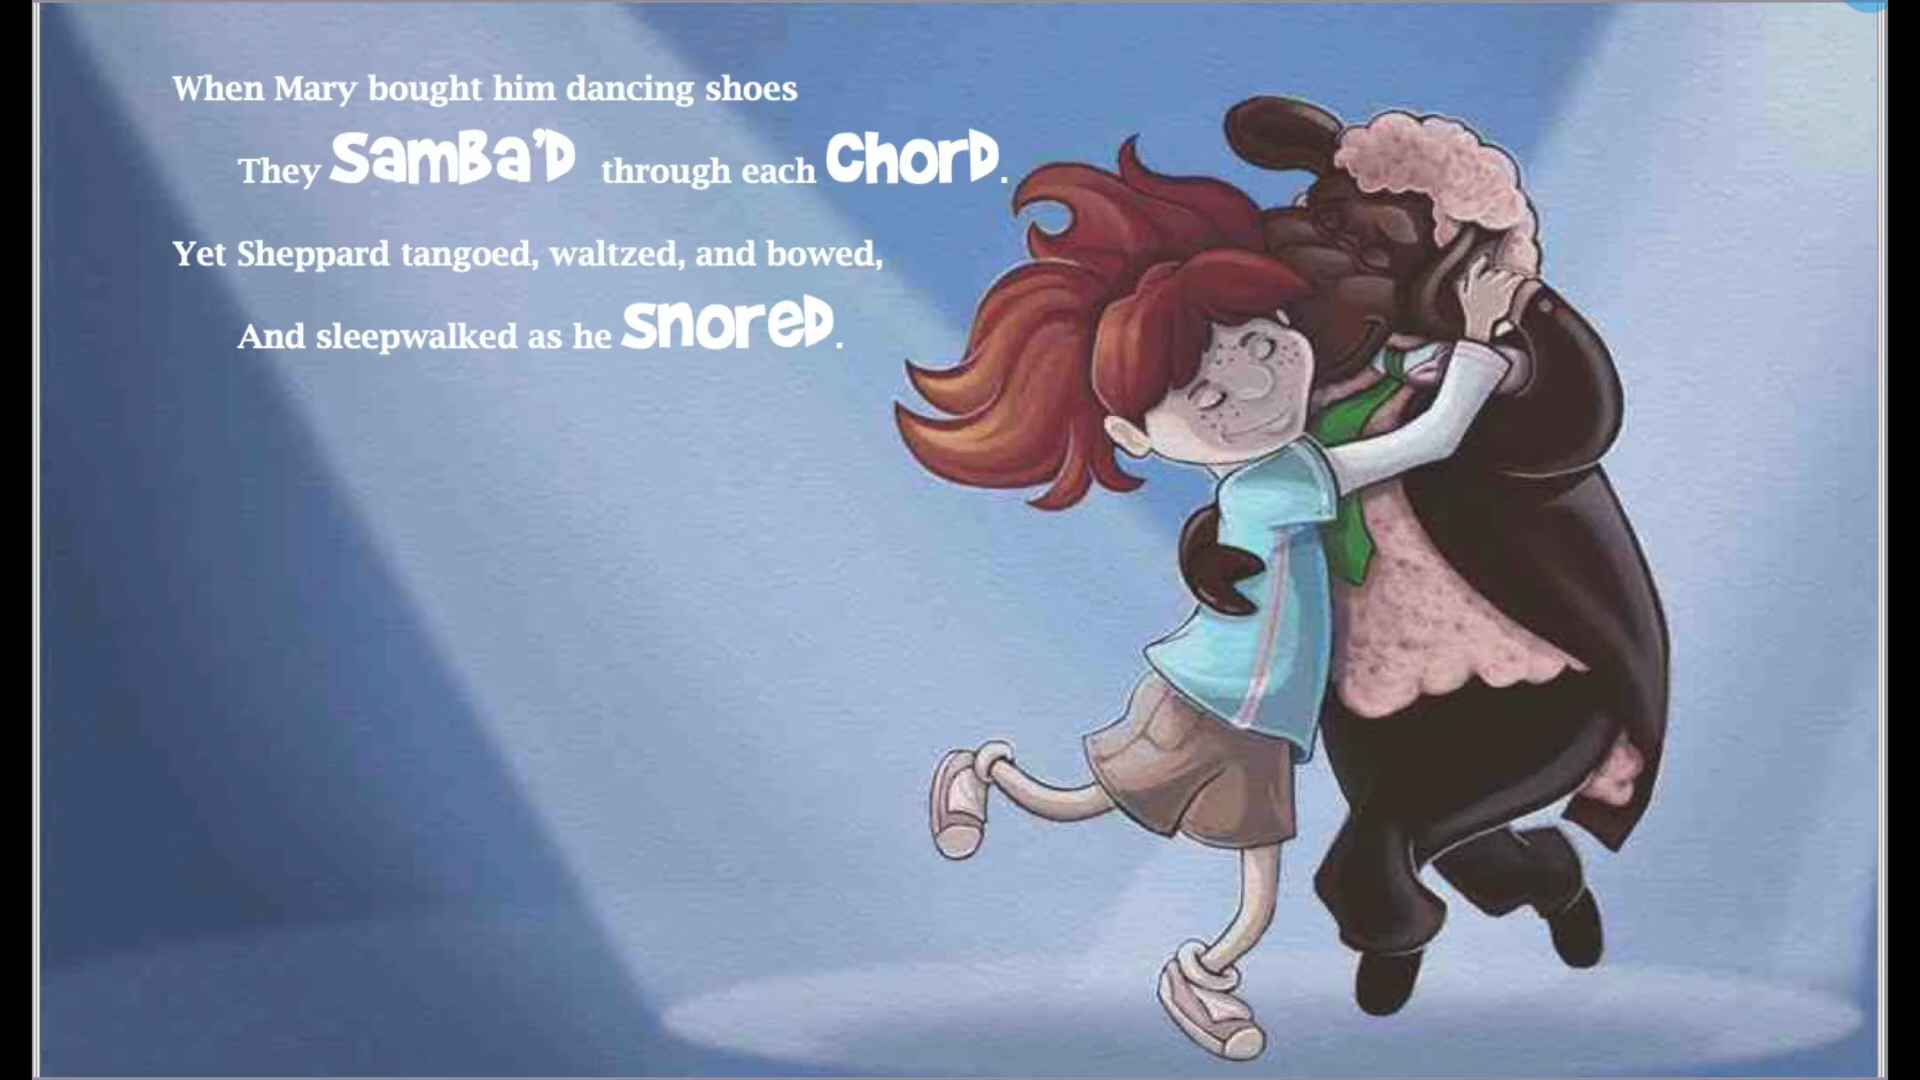 When Mary bought him dancing shoes
They SamBa'D through each ChorD.
Yet Sheppard tangoed, waltzed, and bowed,
And sleepwalked as he SnoreD.